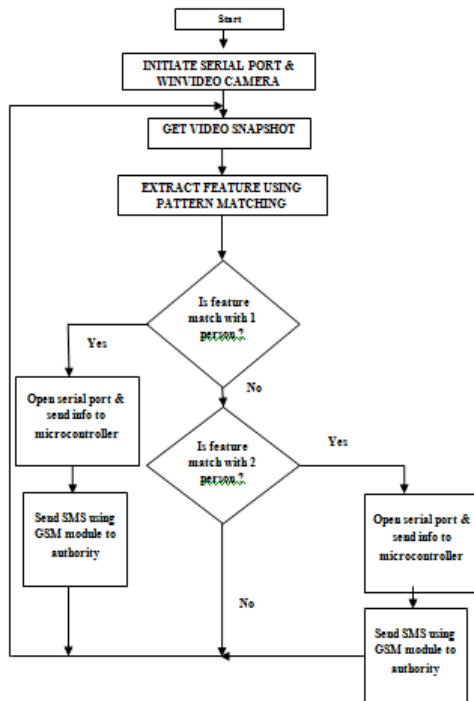 Start
INITIATE SERIAL PORT &
WINVIDEO CAMERA
GET VIDEO SNAPSHOT
EXTRACT FEATURE USING
PATTERN MATCHING
Is feature
match with 1
person ?
Yes
No
Open serial port &
send info to
microcontroller
Is feature
match with 2
person ?
Yes
Send SMS using
GSM module to
authority
Open serial port &
send info to
microcontroller
No
Send SMS using
GSM module to
authority